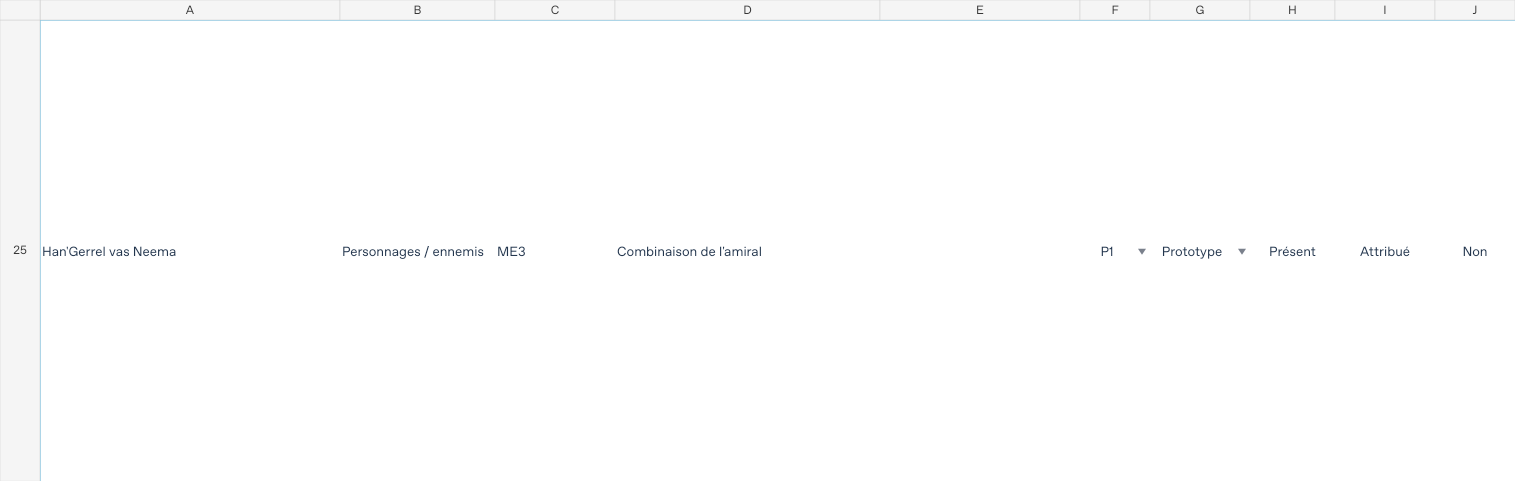 A B C D E F G H I J
25 Han'Gerrel vas Neema Personnages / ennemis ME3 Combinaison de l'amiral P1 Prototype Présent Attribué Non